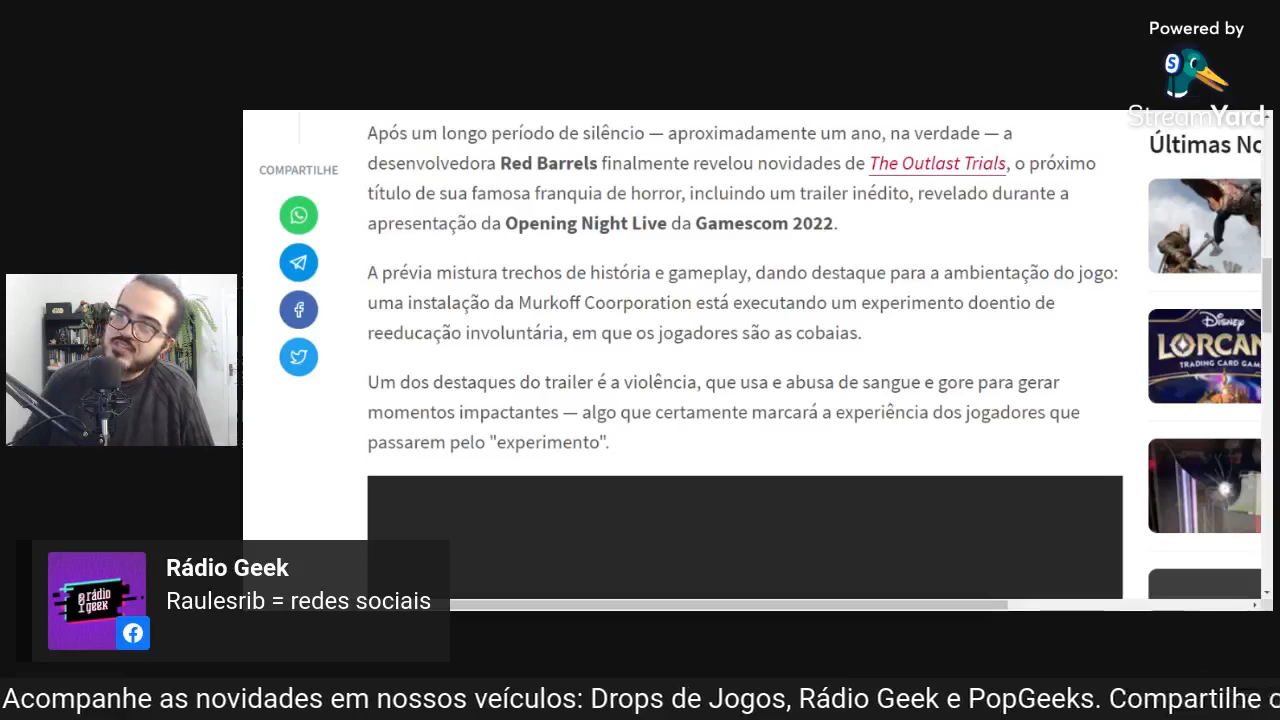 Powered by
StreamYard
Últimas No
COMPARTILHE
Após um longo período de silêncio — aproximadamente um ano, na verdade — a
desenvolvedora Red Barrels finalmente revelou novidades de The Outlast Trials, o próximo
título de sua famosa franquia de horror, incluindo um trailer inédito, revelado durante a
apresentação da Opening Night Live da Gamescom 2022.
A prévia mistura trechos de história e gameplay, dando destaque para a ambientação do jogo:
uma instalação da Murkoff Coorporation está executando um experimento doentio de
reeducação involuntária, em que os jogadores são as cobaias.
Um dos destaques do trailer é a violência, que usa e abusa de sangue e gore para gerar
momentos impactantes — algo que certamente marcará a experiência dos jogadores que
passarem pelo "experimento".
DISNEY
LORCAN
TRADING CARD GAM
rádio
geek
Rádio Geek
Raulesrib = redes sociais
Acompanhe as novidades em nossos veículos: Drops de Jogos, Rádio Geek e PopGeeks. Compartilhe